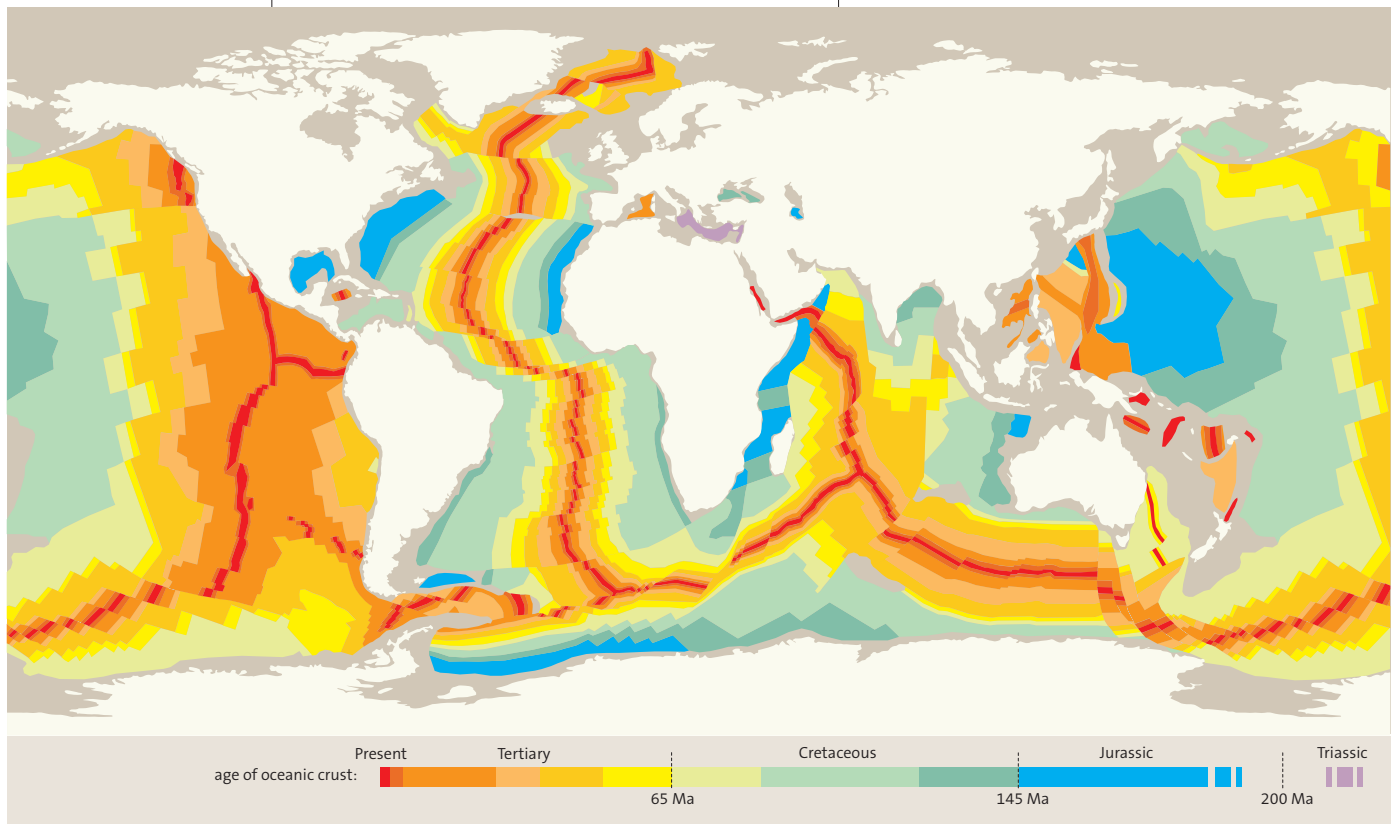 Present Tertiary Cretaceous Jurassic Triassic
age of oceanic crust:
65 Ma 145 Ma 200 Ma